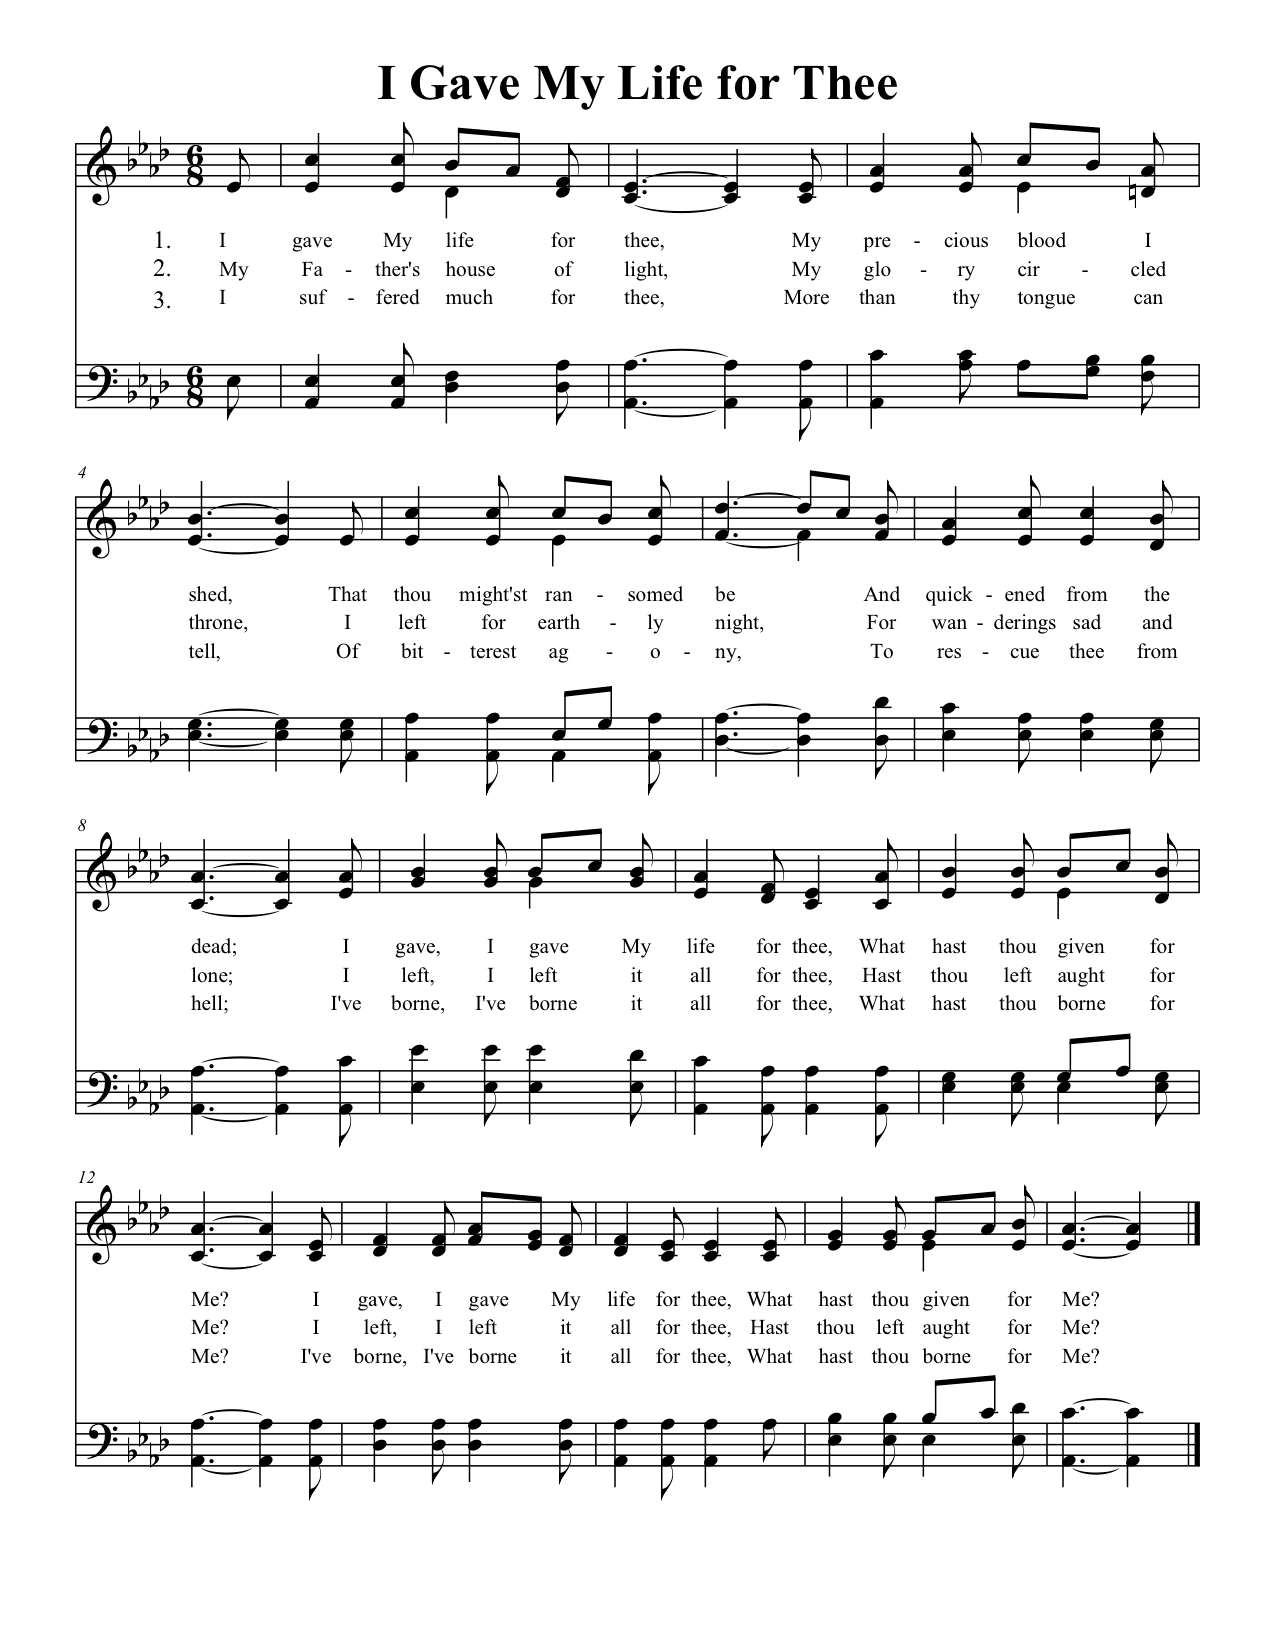 I Gave My Life for Thee
6 8
1. I gave My life for thee, My pre - cious blood I
2. My Fa - ther's house of light, My glo - ry cir - cled
3. I suf - fered much for thee, More than thy tongue can
6 8
4
shed, That thou might'st ran - somed be And quick - ened from the
throne, I left for earth - ly night, For wan - derings sad and
tell, Of bit - terest ag - o - ny, To res - cue thee from
8
dead; I gave, I gave My life for thee, What hast thou given for
lone; I left, I left it all for thee, Hast thou left aught for
hell; I've borne, I've borne it all for thee, What hast thou borne for
12
Me? I gave, I gave My life for thee, What hast thou given for Me?
Me? I left, I left it all for thee, Hast thou left aught for Me?
Me? I've borne, I've borne it all for thee, What hast thou borne for Me?